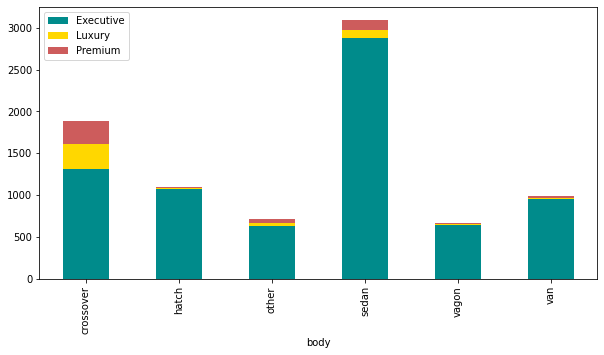 Executive
Luxury
Premium
3000
2500
2000
1500
1000
500
0
crossover
hatch
other
sedan
vagon
van
body